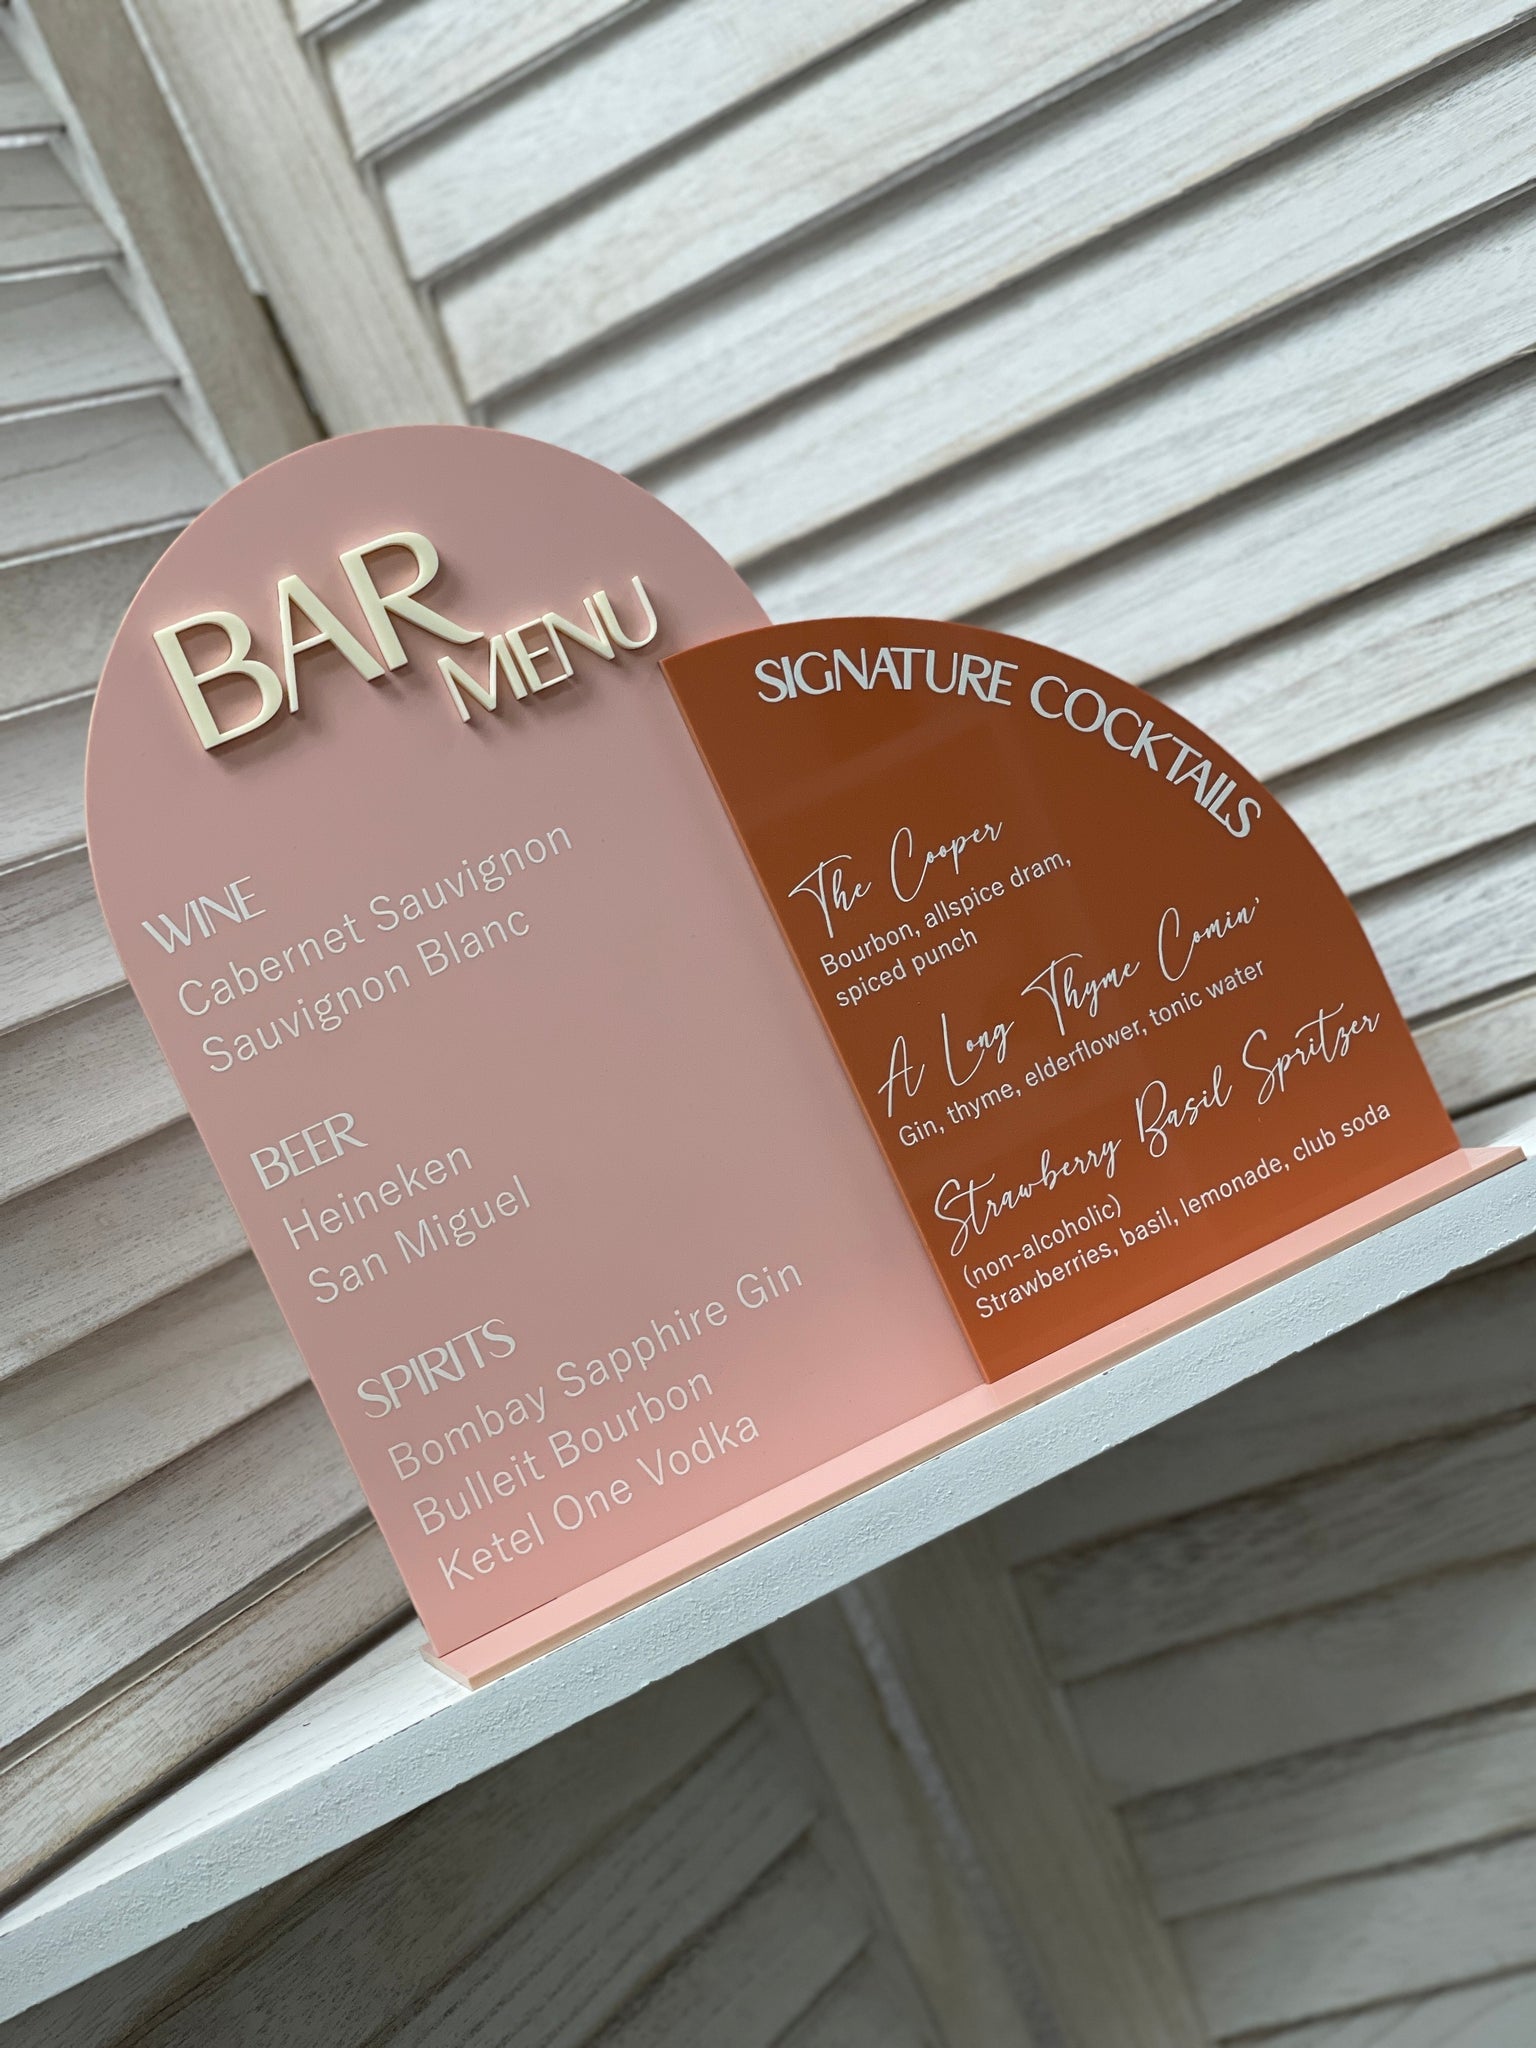 BAR
MENU
WINE
Cabernet Sauvignon
Sauvignon Blanc
BEER
Heineken
San Miguel
SPIRITS
Bombay Sapphire Gin
Bulleit Bourbon
Ketel One Vodka
SIGNATURE COCKTAILS
The Cooper
Bourbon, allspice dram,
spiced punch
A Long Thyme Comin'
Gin, thyme, elderflower, tonic water
Strawberry Basil Spritzer
(non-alcoholic)
Strawberries, basil, lemonade, club soda